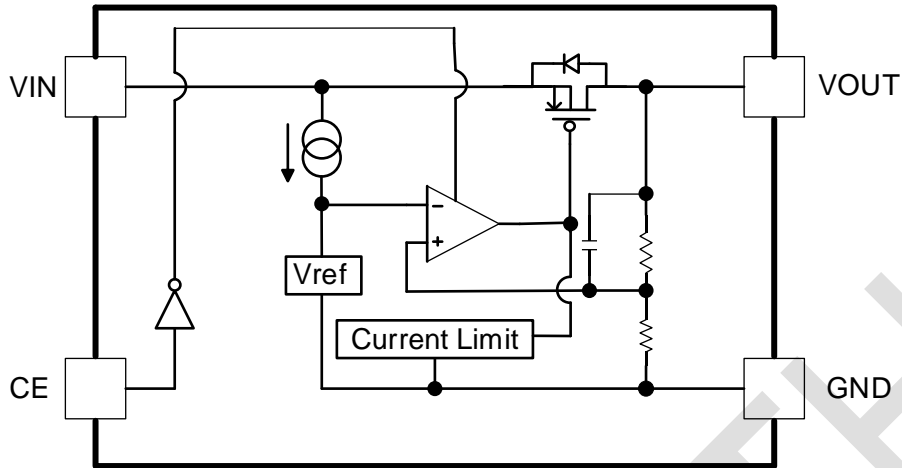 VIN
VOUT
−
+
Vref
Current Limit
CE
GND